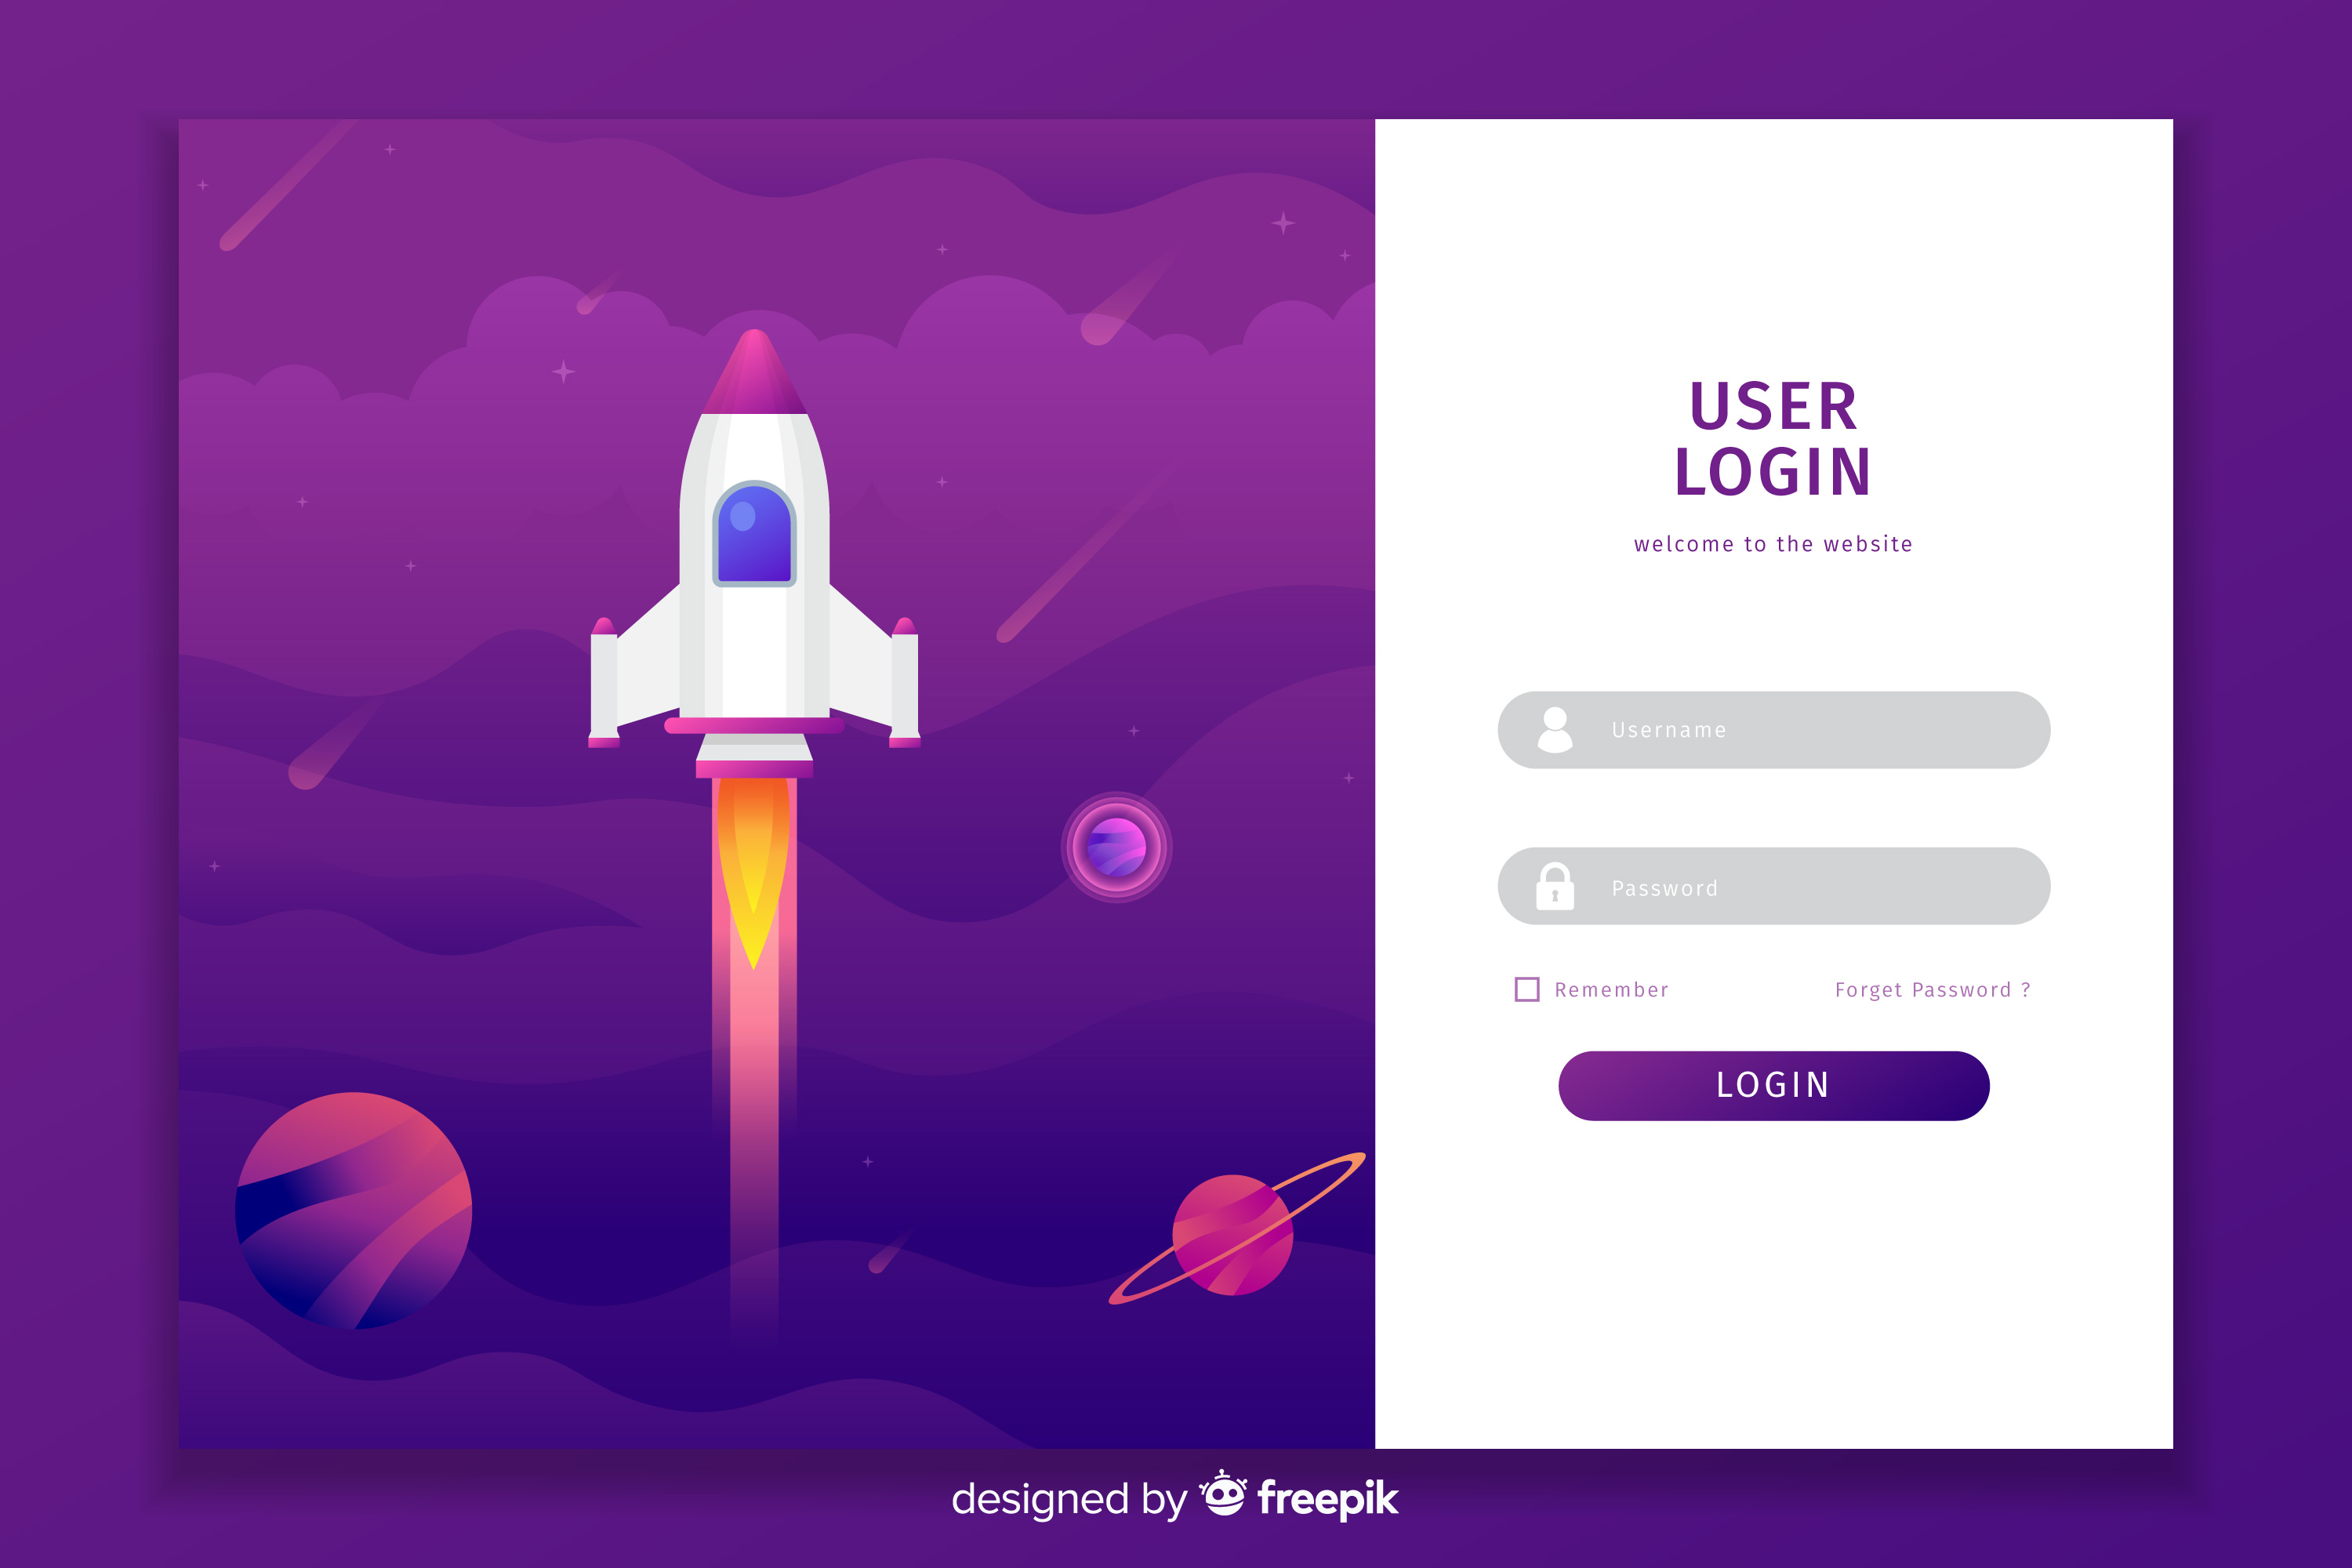 USER
LOGIN
welcome to the website
Username
Password
Remember
Forget Password ?
LOGIN
designed by freepik